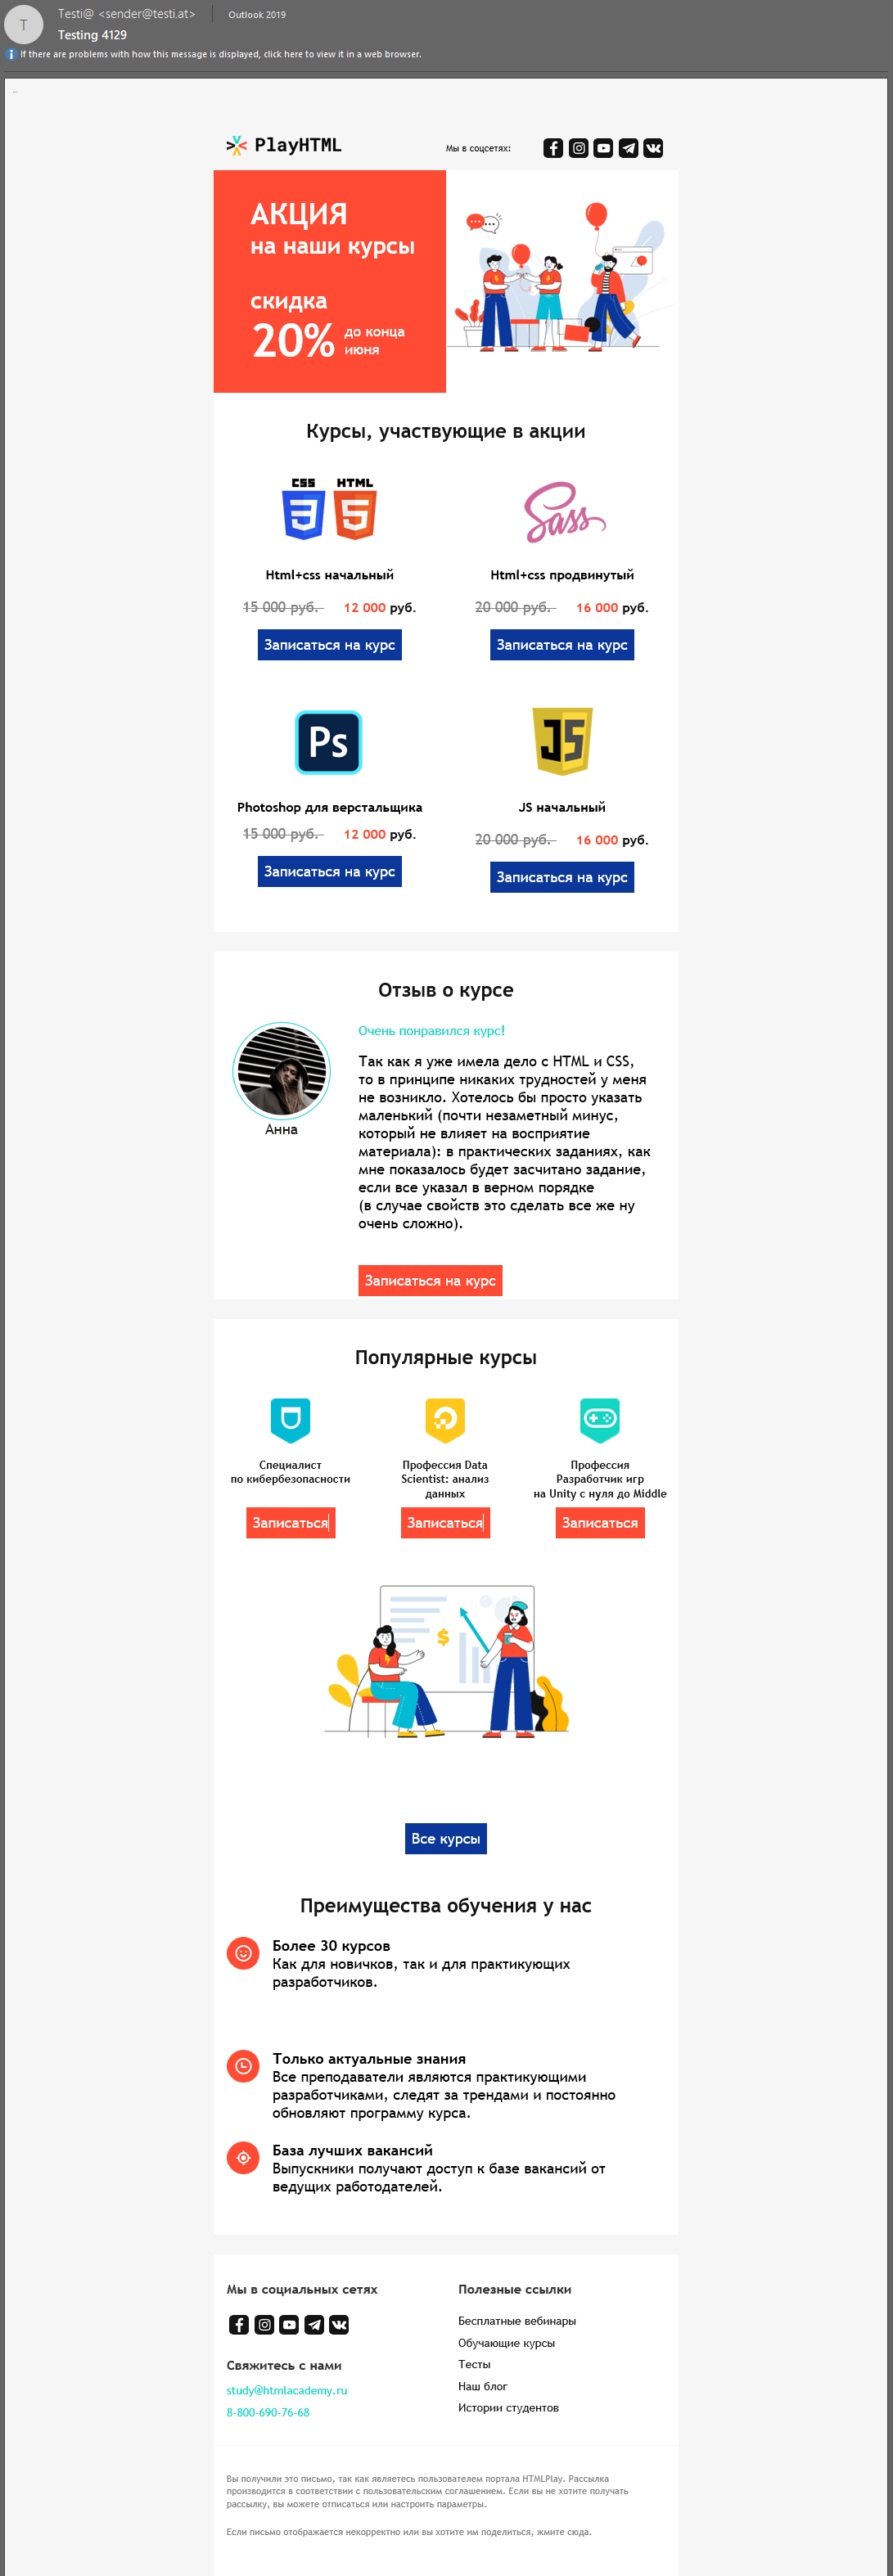 T
Testi@ <sender@testi.at>
Outlook 2019
Testing 4129
If there are problems with how this message is displayed, click here to view it in a web browser.
PlayHTML
Мы в соцсетях:
АКЦИЯ
на наши курсы
скидка
20%
до конца
июня
Курсы, участвующие в акции
CSS HTML
Sass
Html+css начальный
Html+css продвинутый
15 000 руб. 12 000 руб.
20 000 руб. 16 000 руб.
Записаться на курс
Записаться на курс
Ps
JS
Photoshop для верстальщика
JS начальный
15 000 руб. 12 000 руб.
20 000 руб. 16 000 руб.
Записаться на курс
Записаться на курс
Отзыв о курсе
Очень понравился курс!
Анна
Так как я уже имела дело с HTML и CSS,
то в принципе никаких трудностей у меня
не возникло. Хотелось бы просто указать
маленький (почти незаметный минус,
который не влияет на восприятие
материала): в практических заданиях, как
мне показалось будет засчитано задание,
если все указал в верном порядке
(в случае свойств это сделать все же ну
очень сложно).
Записаться на курс
Популярные курсы
Специалист
по кибербезопасности
Профессия Data
Scientist: анализ
данных
Профессия
Разработчик игр
на Unity с нуля до Middle
Записаться
Записаться
Записаться
$
Все курсы
Преимущества обучения у нас
Более 30 курсов
Как для новичков, так и для практикующих
разработчиков.
Только актуальные знания
Все преподаватели являются практикующими
разработчиками, следят за трендами и постоянно
обновляют программу курса.
База лучших вакансий
Выпускники получают доступ к базе вакансий от
ведущих работодателей.
Мы в социальных сетях
Свяжитесь с нами
study@htmlacademy.ru
8-800-690-76-68
Полезные ссылки
Бесплатные вебинары
Обучающие курсы
Тесты
Наш блог
Истории студентов
Вы получили это письмо, так как являетесь пользователем портала HTMLPlay. Рассылка
производится в соответствии с пользовательским соглашением. Если вы не хотите получать
рассылку, вы можете отписаться или настроить параметры.
Если письмо отображается некорректно или вы хотите им поделиться, жмите сюда.